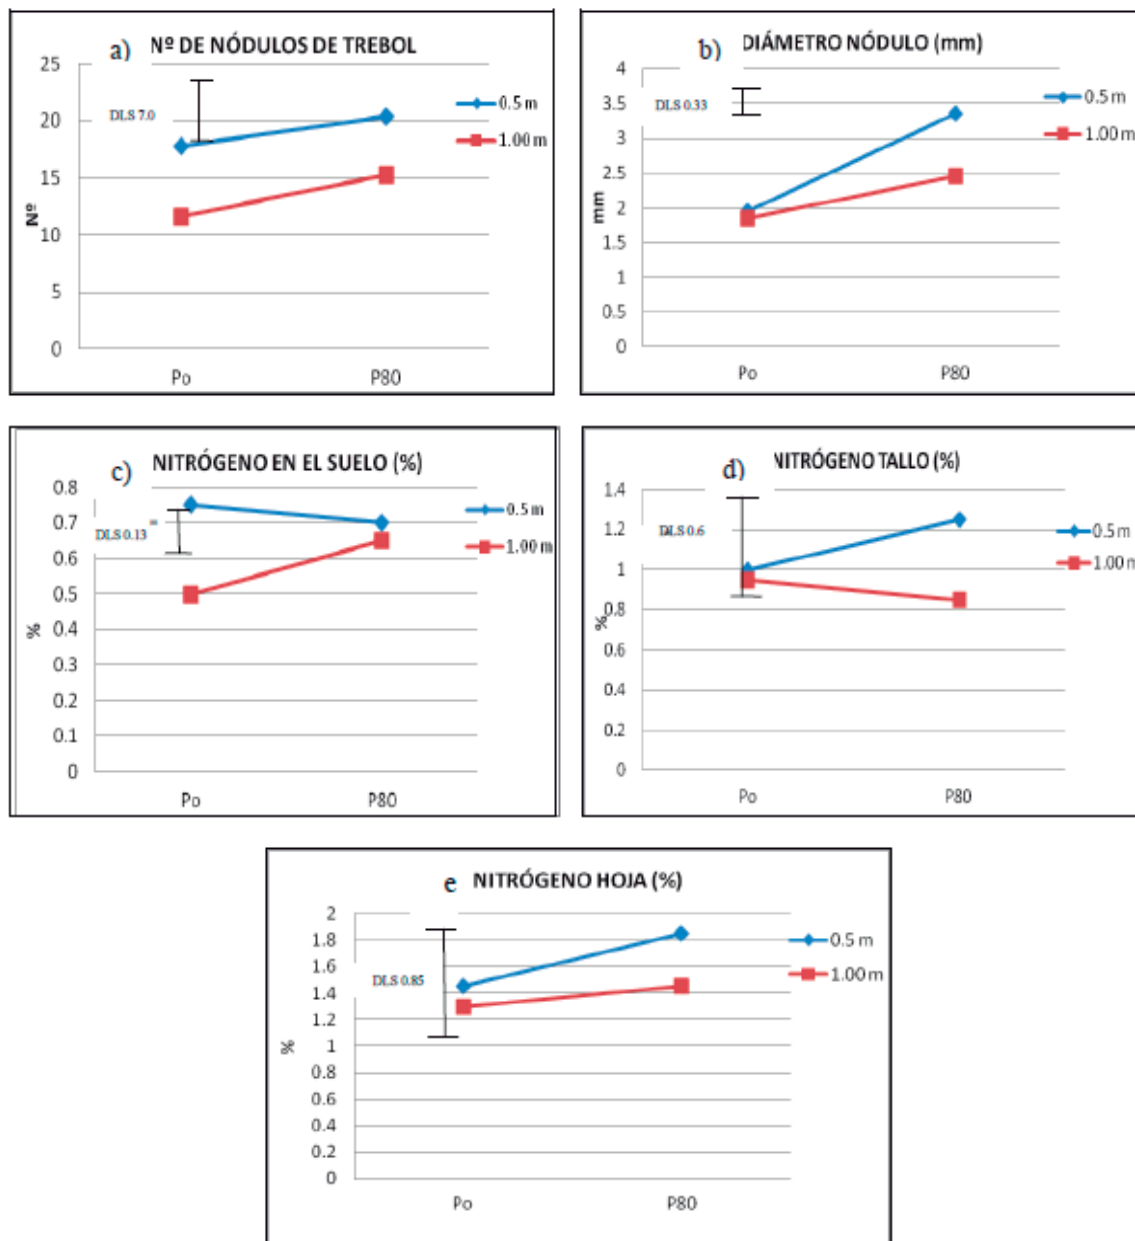 a) Nº DE NÓDULOS DE TREBOL
25
20
15
10
5
0
Nº
DLS 7.0
0.5 m
1.00 m
Po
P80
b) DIÁMETRO NÓDULO (mm)
4
3.5
3
2.5
2
1.5
1
0.5
0
mm
DLS 0.33
0.5 m
1.00 m
Po
P80
c) NITRÓGENO EN EL SUELO (%)
0.8
0.7
0.6
0.5
0.4
0.3
0.2
0.1
0
%
DLS 0.13 =
0.5 m
1.00 m
Po
P80
d) NITRÓGENO TALLO (%)
1.4
1.2
1
0.8
0.6
0.4
0.2
0
%
DLS 0.6
0.5 m
1.00 m
Po
P80
e NITRÓGENO HOJA (%)
2
1.8
1.6
1.4
1.2
1
0.8
0.6
0.4
0.2
0
%
DLS 0.85
0.5 m
1.00 m
Po
P80